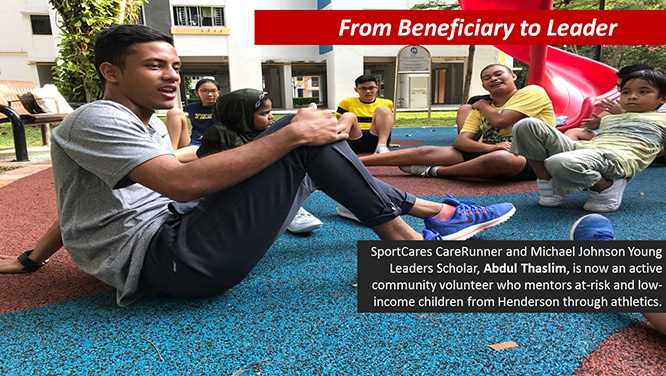 From Beneficiary to Leader
SportCares CareRunner and Michael Johnson Young
Leaders Scholar, Abdul Thaslim, is now an active
community volunteer who mentors at-risk and low-
income children from Henderson through athletics.